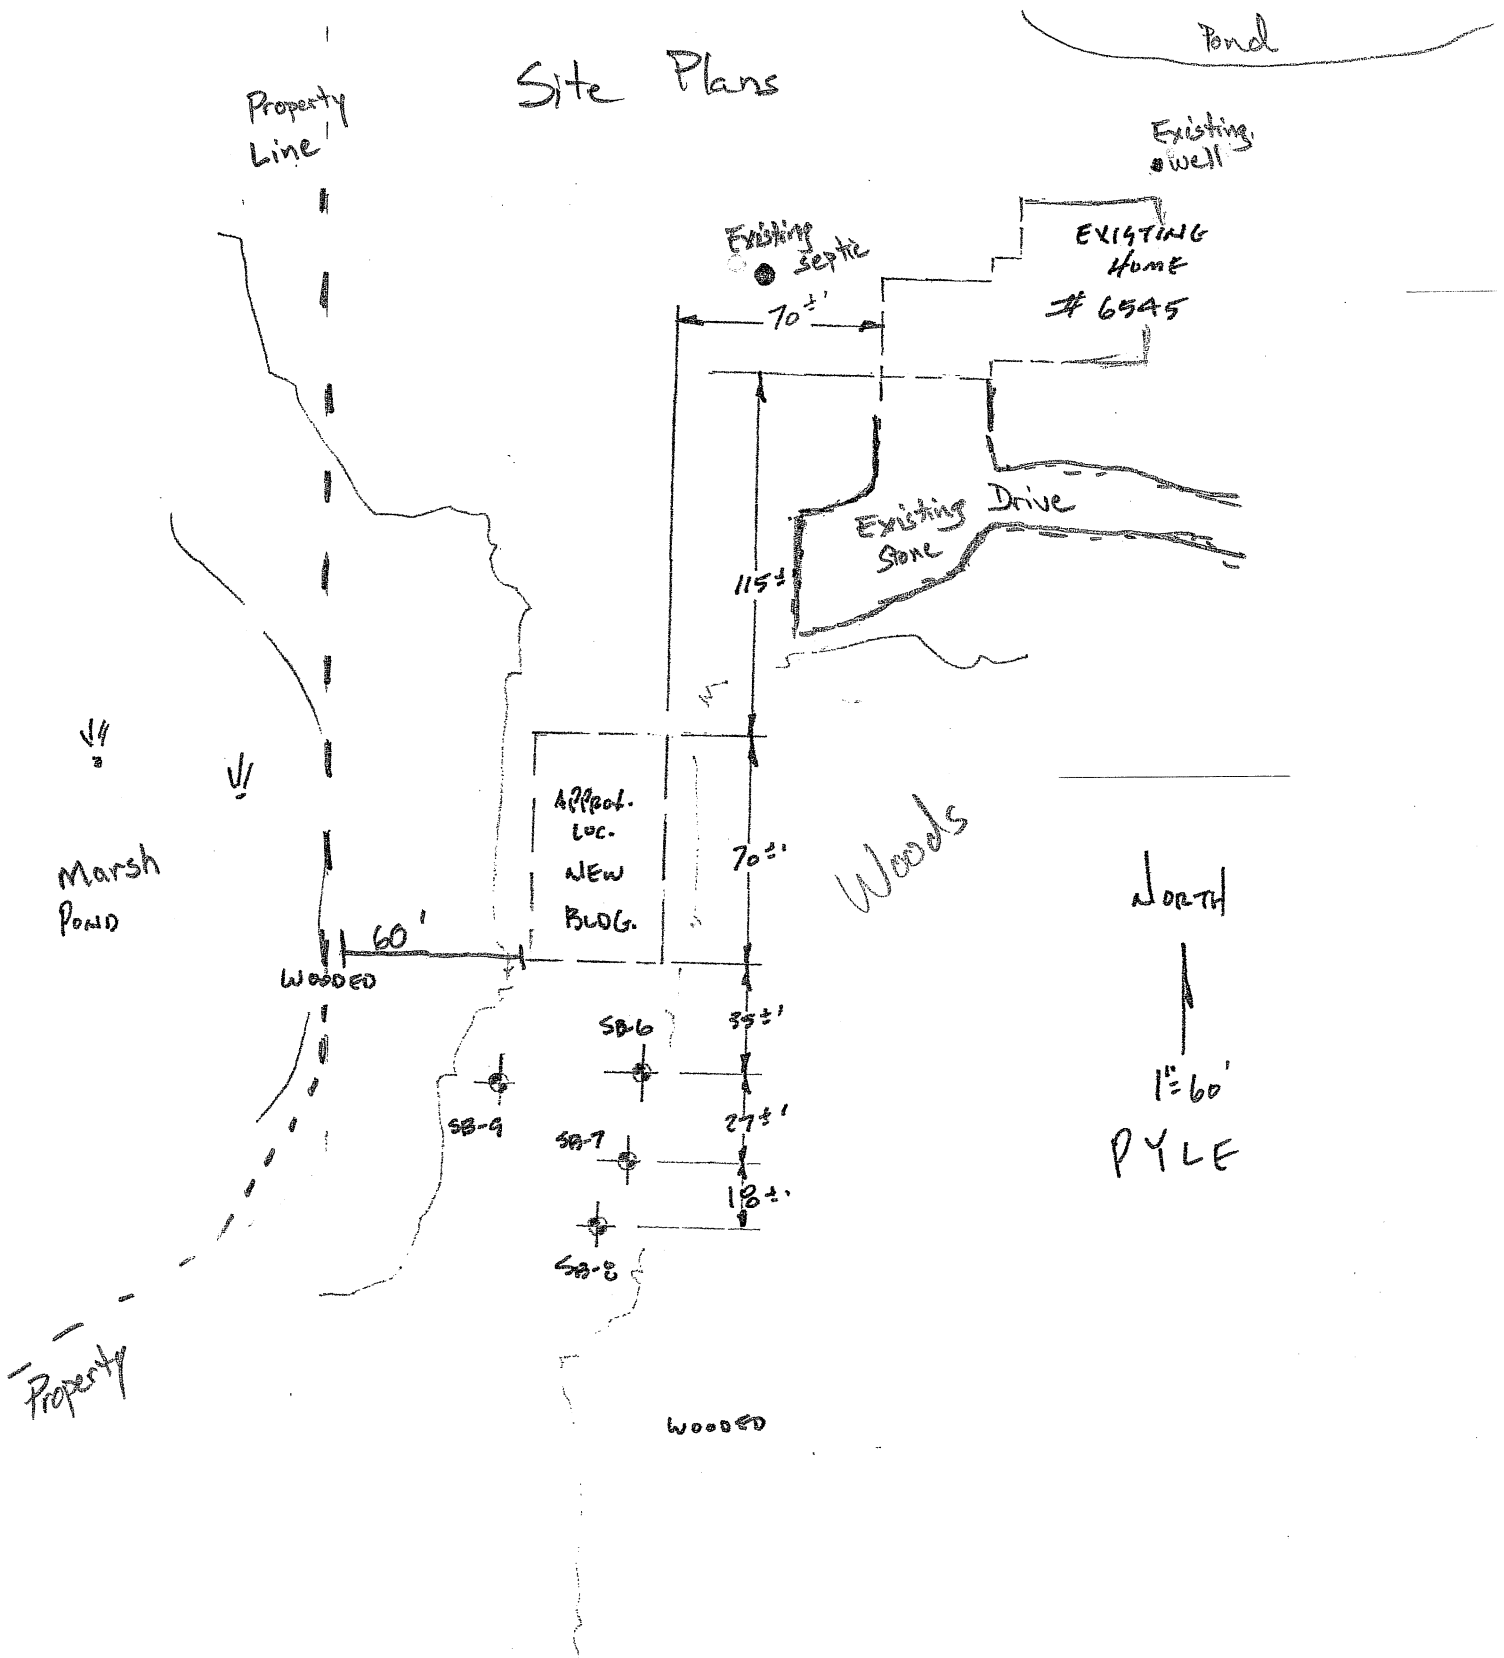 Pond
Site Plans
Property
Line
Existing
well
Existing
septic
EXISTING
HOME
# 6545
70±'
Existing Drive
Stone
115±'
APPROX.
LOC.
NEW
BLDG.
70±'
Woods
Marsh
POND
NORTH
60'
WOODED
35±'
SB-6
1"=60'
SB-9
27±'
SB-7
PYLE
18±'
SB-8
Property
WOODED